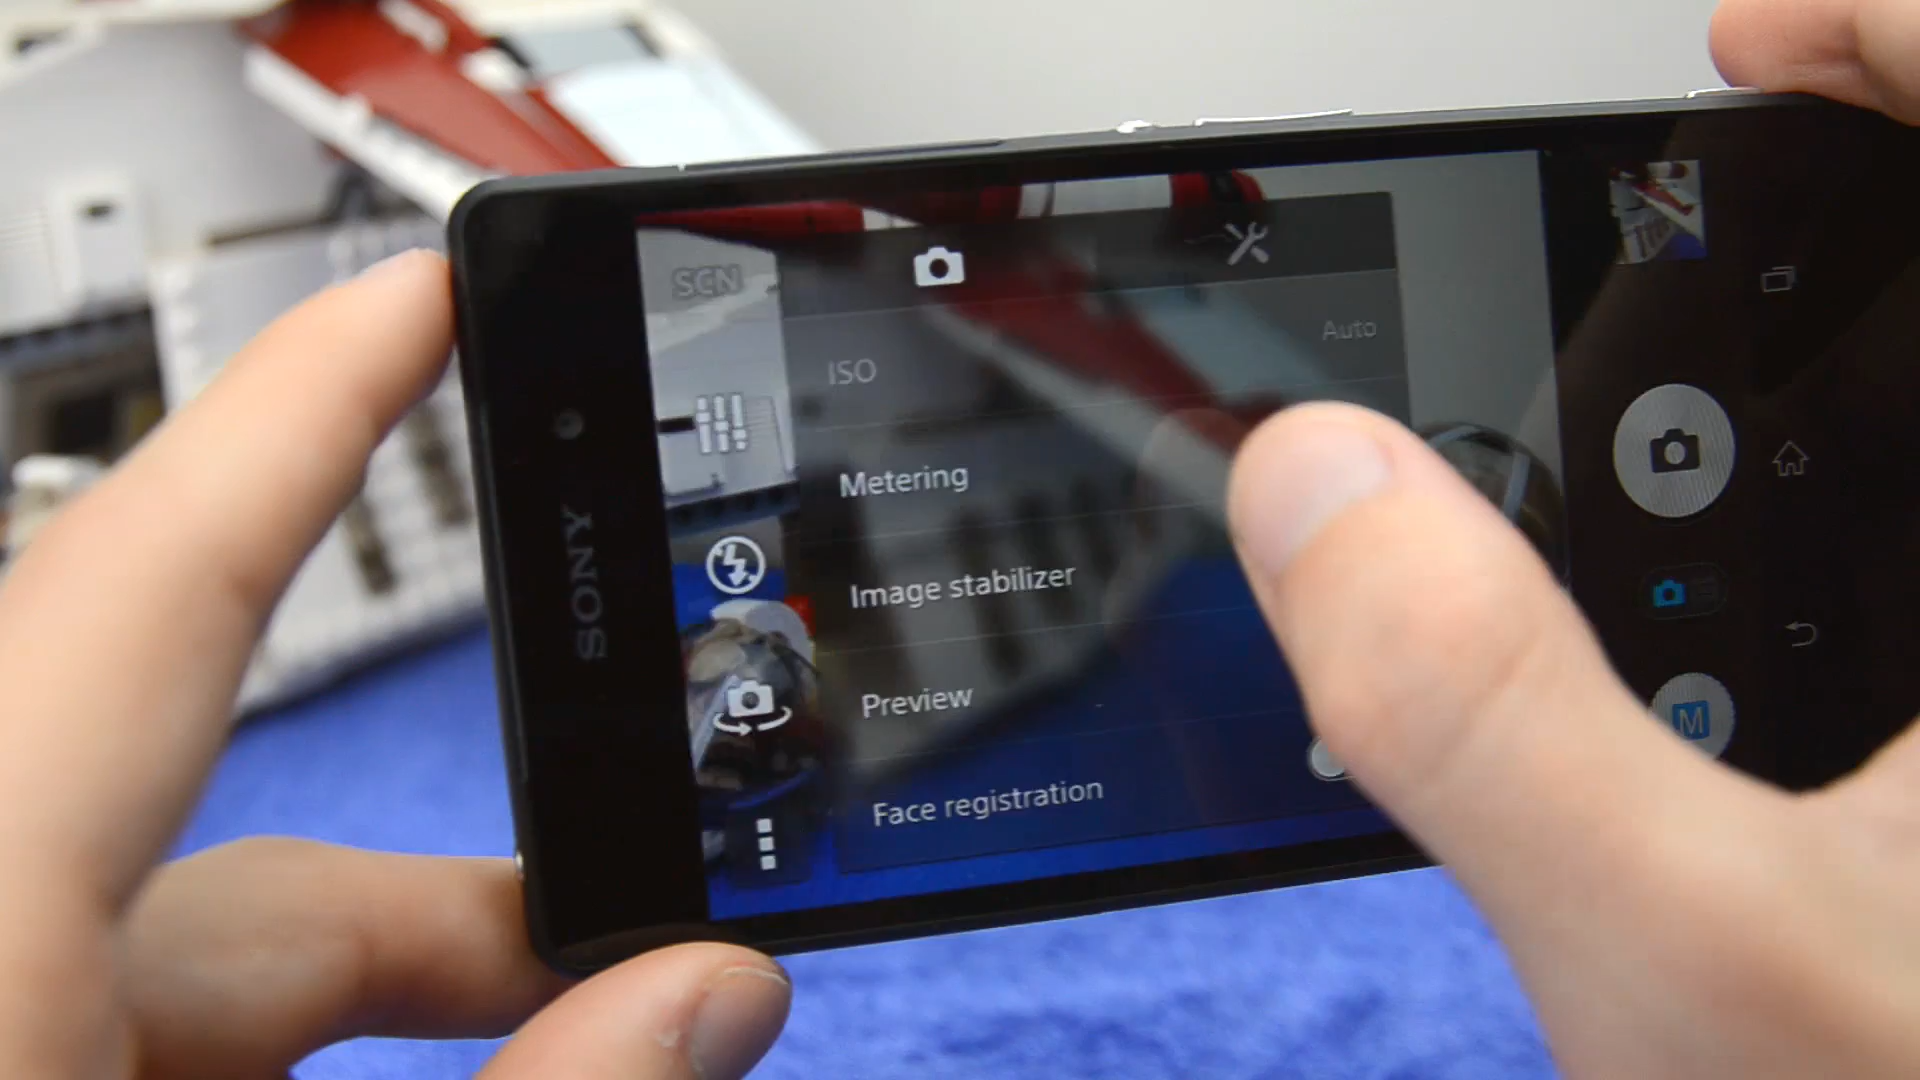 SONY
SCN
ISO
Auto
Metering
Image stabilizer
Preview
Face registration
M